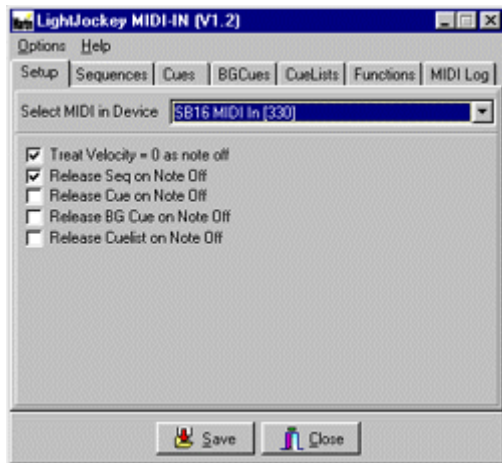 LightJockey MIDI-IN (V1.2)
Options Help
Setup Sequences Cues BGCues CueLists Functions MIDI Log
Select MIDI in Device SB16 MIDI In [330]
Treat Velocity = 0 as note off
Release Seq on Note Off
Release Cue on Note Off
Release BG Cue on Note Off
Release Cuelist on Note Off
Save Close